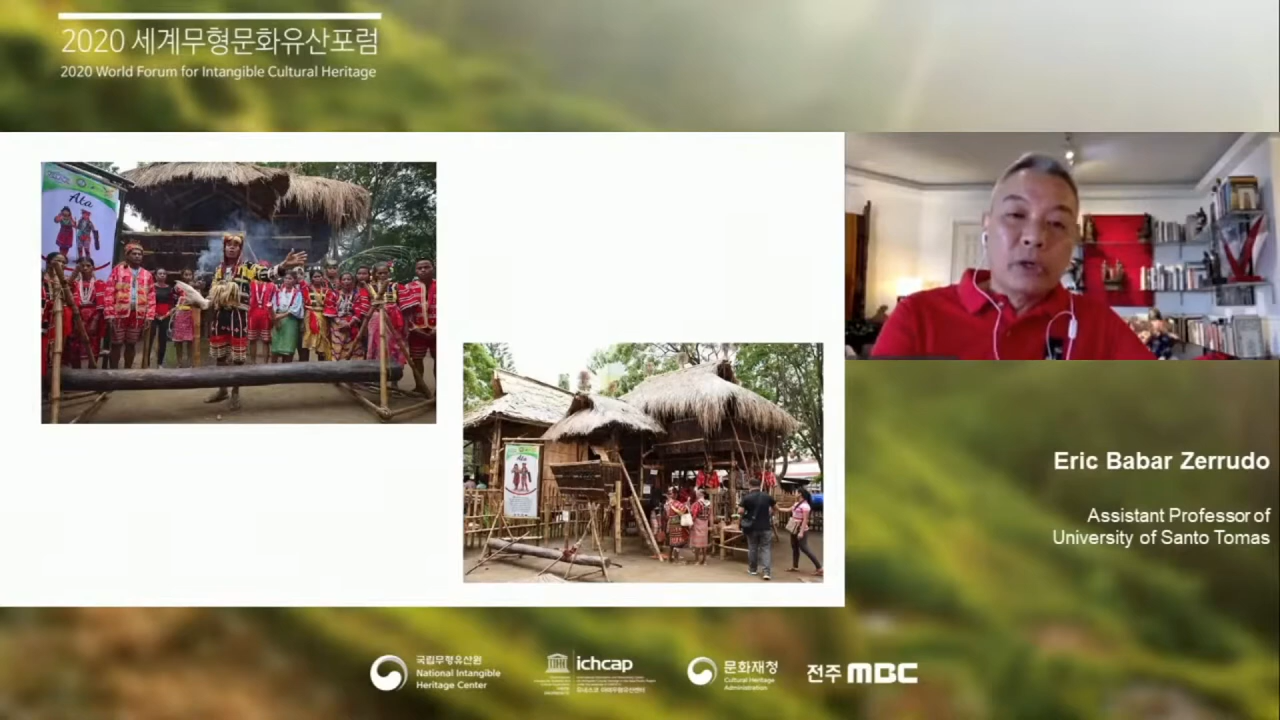 2020 세계무형문화유산포럼
2020 World Forum for Intangible Cultural Heritage
Ata
Ata
Eric Babar Zerrudo
Assistant Professor of
University of Santo Tomas
국립무형유산원
National Intangible
Heritage Center
ichcap
문화재청
Cultural Heritage
Administration
전주 MBC